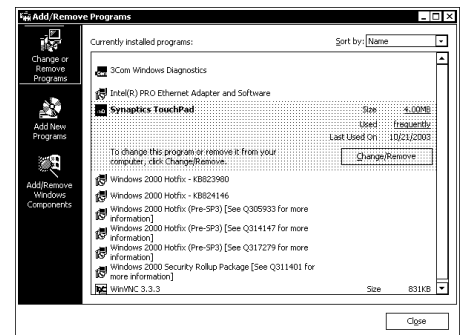 Add/Remove Programs
Change or
Remove
Programs
Add New
Programs
Add/Remove
Windows
Components
Currently installed programs:
Sort by: Name
3Com Windows Diagnostics
Intel(R) PRO Ethernet Adapter and Software
Synaptics TouchPad
Size 4.00MB
Used frequently
Last Used On 10/21/2003
To change this program or remove it from your
computer, click Change/Remove.
Change/Remove
Windows 2000 Hotfix - KB823980
Windows 2000 Hotfix - KB824146
Windows 2000 Hotfix (Pre-SP3) [See Q305933 for more
information]
Windows 2000 Hotfix (Pre-SP3) [See Q314147 for more
information]
Windows 2000 Hotfix (Pre-SP3) [See Q317279 for more
information]
Windows 2000 Security Rollup Package [See Q311401 for
more information]
WinVNC 3.3.3 Size 831KB
Close